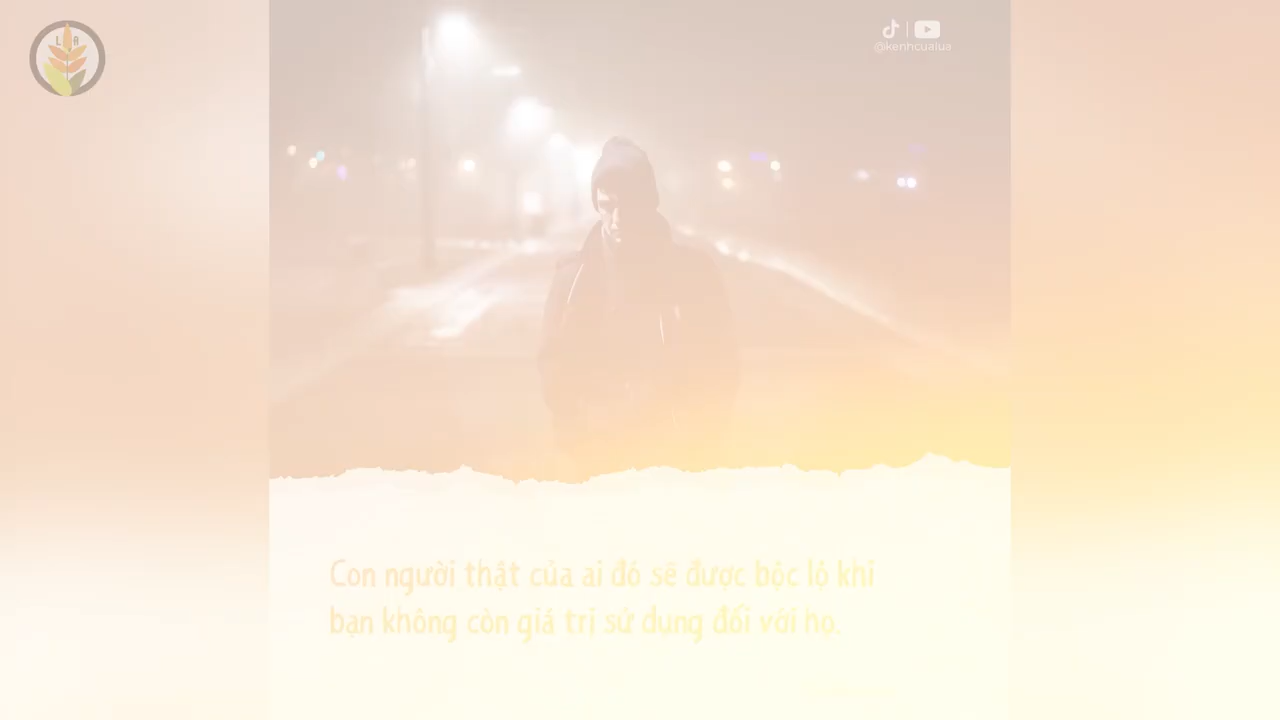 L A
@kenhcualua
Con người thật của ai đó sẽ được bộc lộ khi
bạn không còn giá trị sử dụng đối với họ.